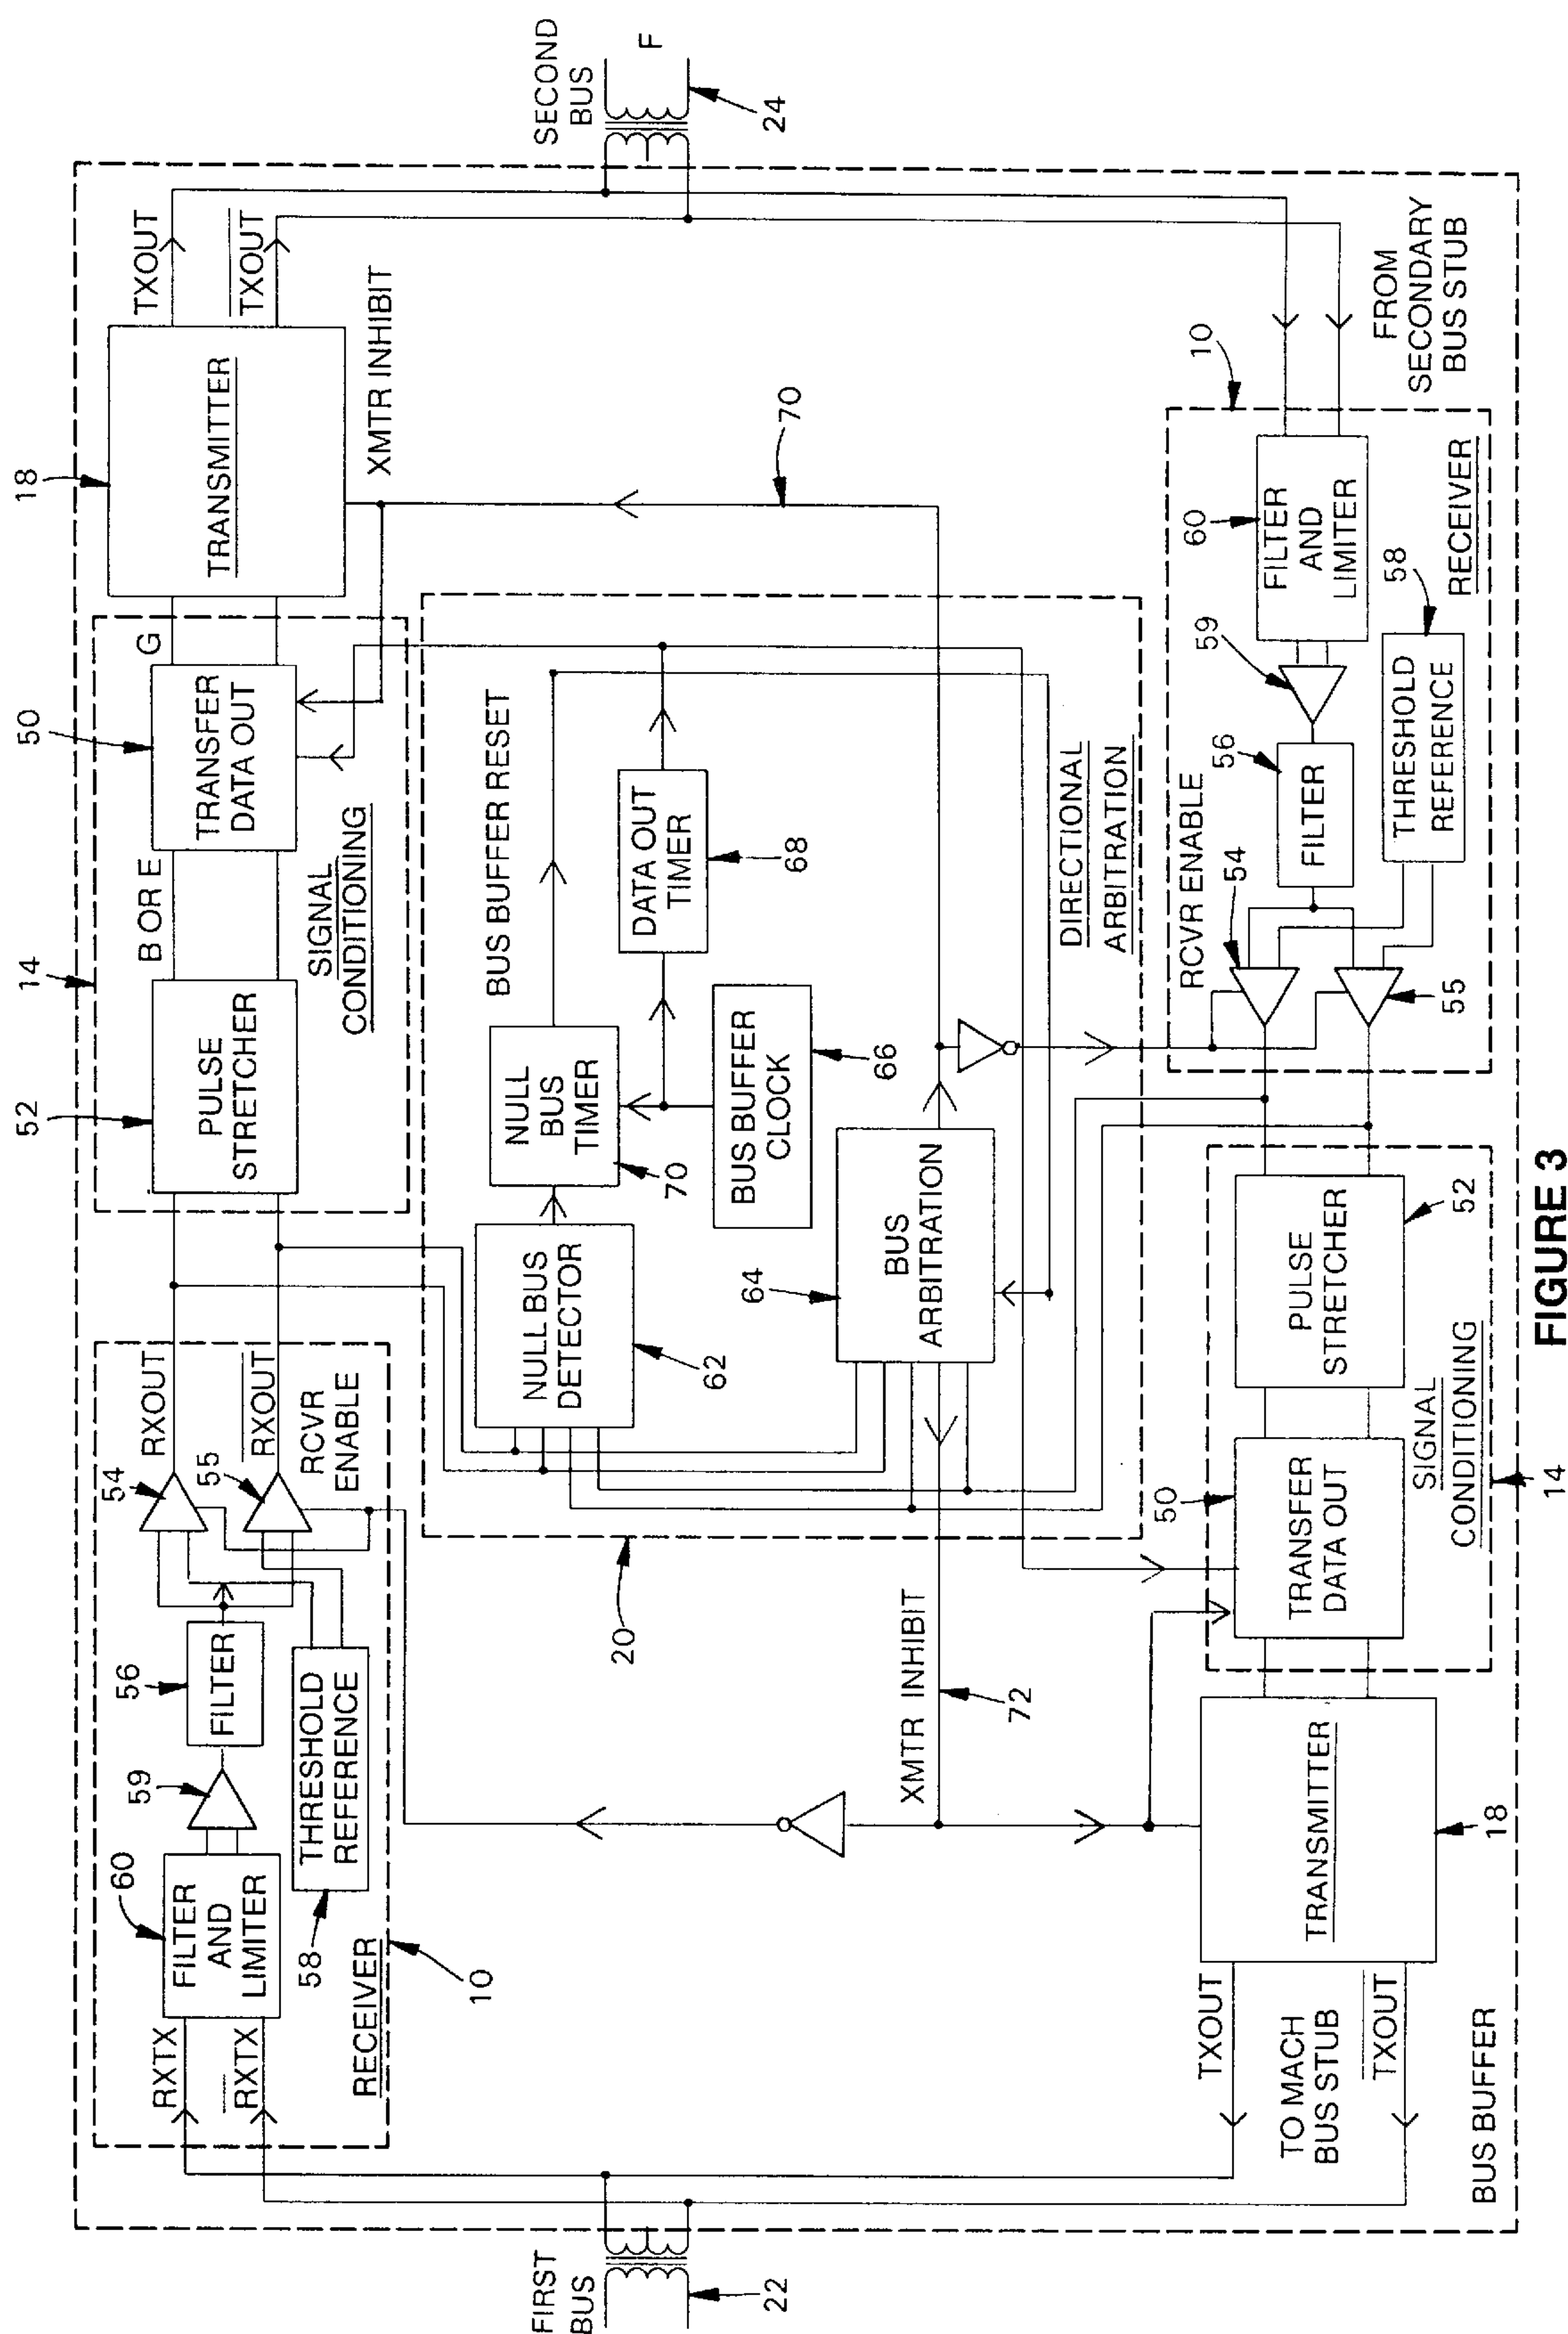 18
TXOUT
TXOUT
TRANSMITTER
XMTR INHIBIT
SECOND
BUS
F
24
14
50
52
G
B OR E
TRANSFER
DATA OUT
PULSE
STRETCHER
SIGNAL
CONDITIONING
RXOUT
RXOUT
RCVR
ENABLE
54
55
56
FILTER
59
60
FILTER
AND
LIMITER
THRESHOLD
REFERENCE
58
RECEIVER
10
RXTX
RXTX
FIRST
BUS
22
BUS BUFFER RESET
NULL
BUS
TIMER
70
DATA OUT
TIMER
68
NULL BUS
DETECTOR
62
BUS BUFFER
CLOCK
66
BUS
ARBITRATION
64
DIRECTIONAL
ARBITRATION
20
70
XMTR INHIBIT
72
FROM
SECONDARY
BUS STUB
10
60
FILTER
AND
LIMITER
RECEIVER
59
56
FILTER
58
THRESHOLD
REFERENCE
RCVR ENABLE
54
55
PULSE
STRETCHER
52
50
TRANSFER
DATA OUT
SIGNAL
CONDITIONING
14
TRANSMITTER
18
TXOUT
TO MACH
BUS STUB
TXOUT
BUS BUFFER
FIGURE 3